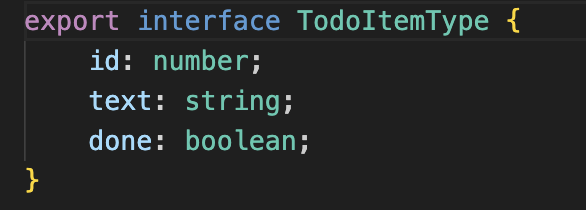 export interface TodoItemType {
    id: number;
    text: string;
    done: boolean;
}